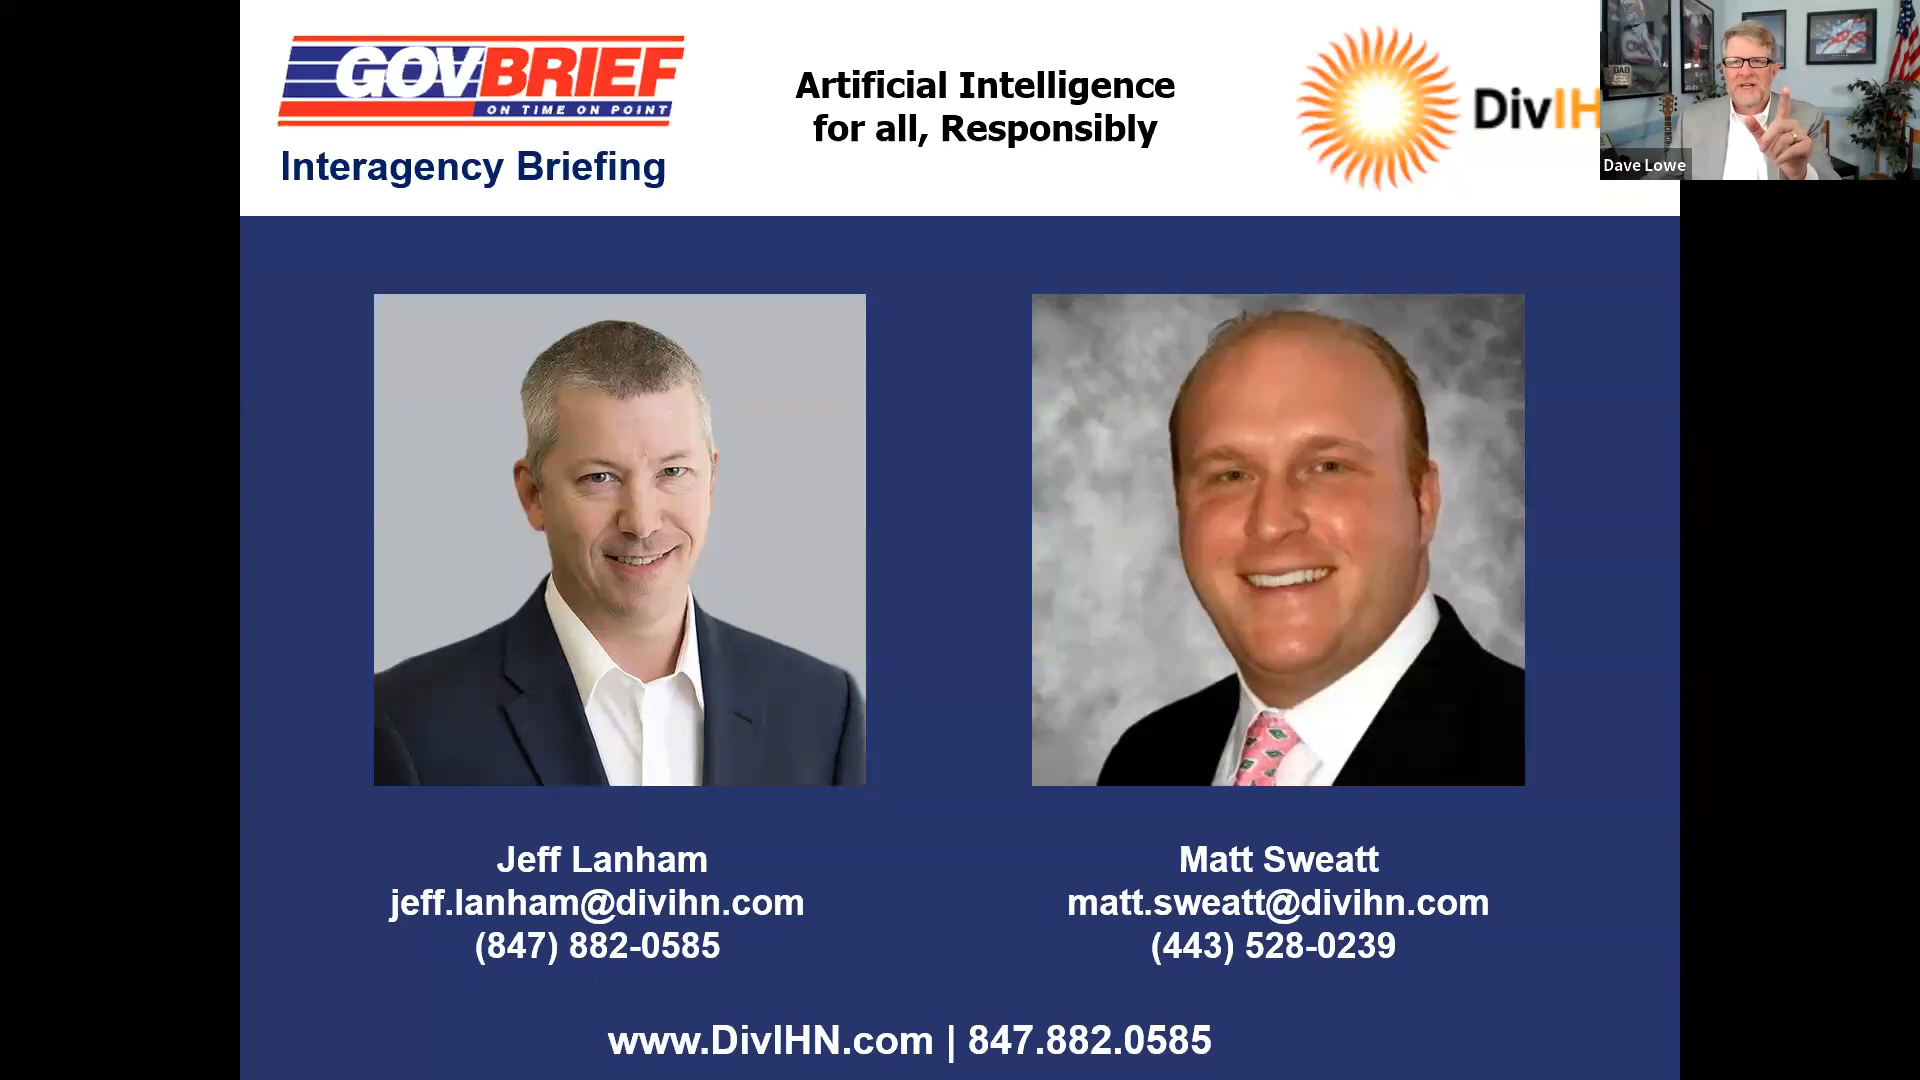 GOVBRIEF
ON TIME ON POINT
Interagency Briefing
Artificial Intelligence
for all, Responsibly
DivIH
DAD
Dave Lowe
Jeff Lanham
jeff.lanham@divihn.com
(847) 882-0585
Matt Sweatt
matt.sweatt@divihn.com
(443) 528-0239
www.DivIHN.com | 847.882.0585